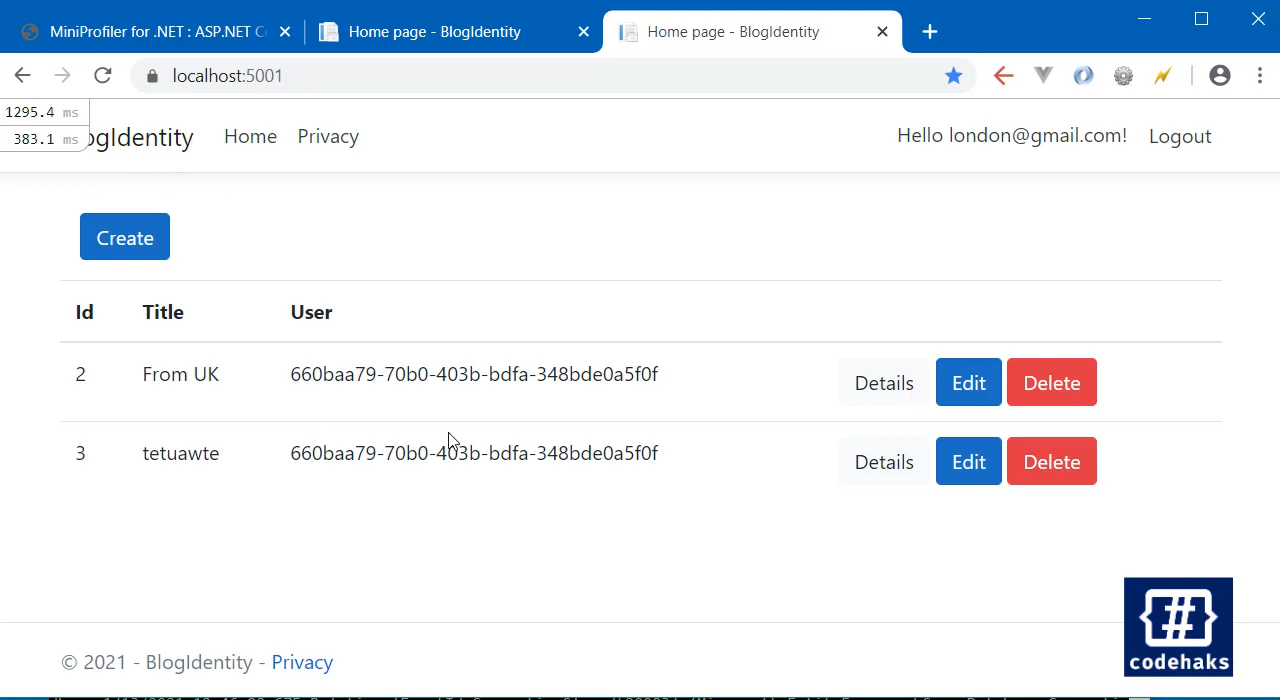 MiniProfiler for .NET : ASP.NET
Home page - BlogIdentity
Home page - BlogIdentity
localhost:5001
1295.4 ms
383.1 ms
ogIdentity
Home
Privacy
Hello london@gmail.com!
Logout
Create
Id Title User
2 From UK 660baa79-70b0-403b-bdfa-348bde0a5f0f Details Edit Delete
3 tetuawte 660baa79-70b0-403b-bdfa-348bde0a5f0f Details Edit Delete
© 2021 - BlogIdentity - Privacy
{#}
codehaks